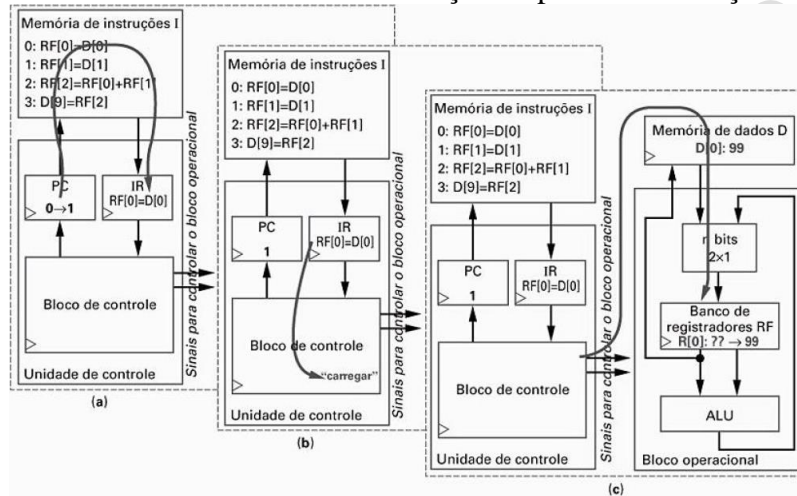 Memória de instruções I
0: RF[0]=D[0]
1: RF[1]=D[1]
2: RF[2]=RF[0]+RF[1]
3: D[9]=RF[2]
PC
0→1
IR
RF[0]=D[0]
Bloco de controle
Unidade de controle
Sinais para controlar o bloco operacional
(a)
Memória de instruções I
0: RF[0]=D[0]
1: RF[1]=D[1]
2: RF[2]=RF[0]+RF[1]
3: D[9]=RF[2]
PC
1
IR
RF[0]=D[0]
Bloco de controle
"carregar"
Unidade de controle
Sinais para controlar o bloco operacional
(b)
Memória de instruções I
0: RF[0]=D[0]
1: RF[1]=D[1]
2: RF[2]=RF[0]+RF[1]
3: D[9]=RF[2]
PC
1
IR
RF[0]=D[0]
Bloco de controle
Unidade de controle
Sinais para controlar o bloco operacional
Memória de dados D
D[0]: 99
n bits
2×1
Banco de
registradores RF
R[0]: ?? → 99
ALU
Bloco operacional
(c)